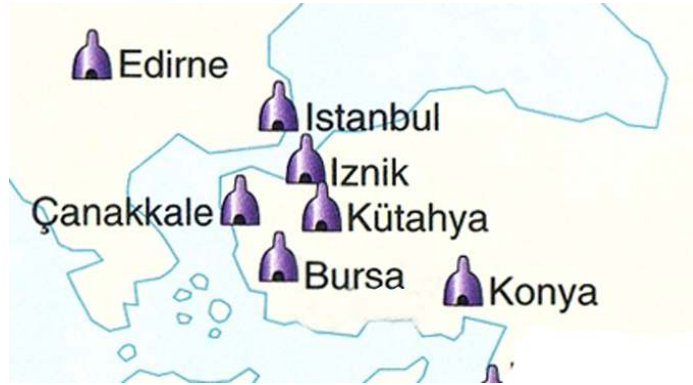 Edirne
Istanbul
Iznik
Çanakkale
Kütahya
Bursa
Konya